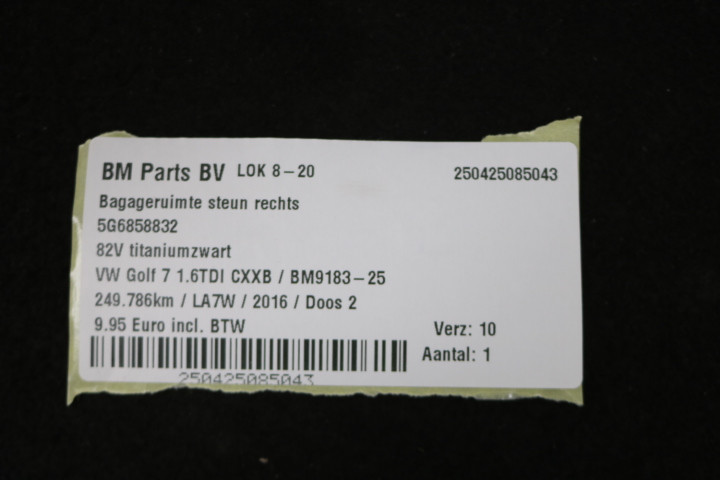 BM Parts BV LOK 8-20 250425085043
Bagageruimte steun rechts
5G6858832
82V titaniumzwart
VW Golf 7 1.6TDI CXXB / BM9183-25
249.786km / LA7W / 2016 / Doos 2
9.95 Euro incl. BTW Verz: 10
Aantal: 1
250425085043